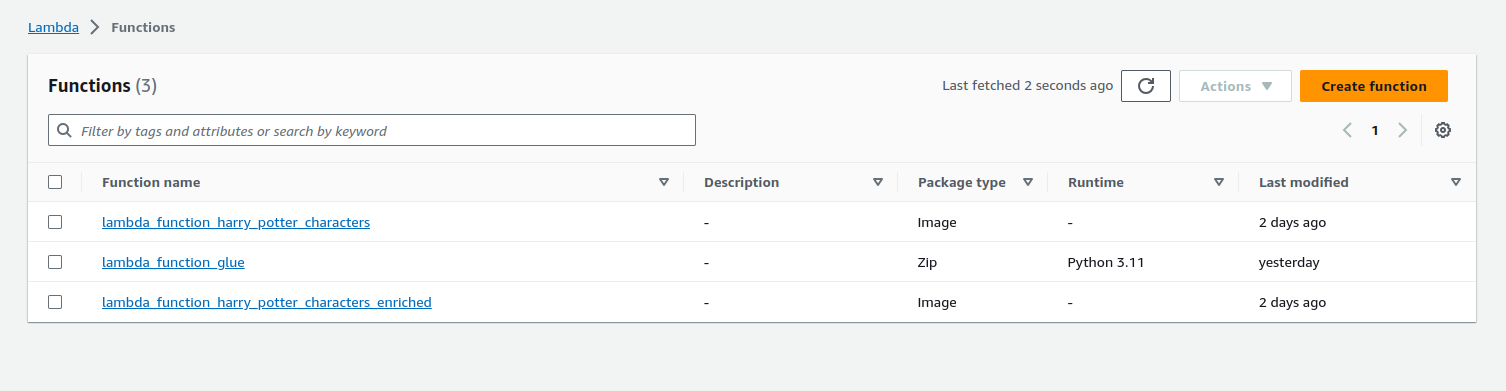 Lambda > Functions
Functions (3) Last fetched 2 seconds ago Actions Create function
Filter by tags and attributes or search by keyword 1
Function name Description Package type Runtime Last modified
lambda_function_harry_potter_characters - Image - 2 days ago
lambda_function_glue - Zip Python 3.11 yesterday
lambda_function_harry_potter_characters_enriched - Image - 2 days ago